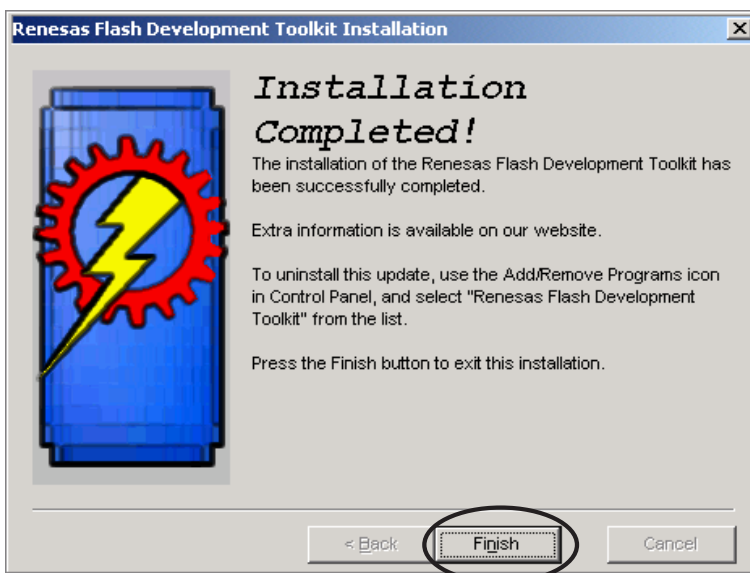 Renesas Flash Development Toolkit Installation
Installation
Completed!
The installation of the Renesas Flash Development Toolkit has
been successfully completed.
Extra information is available on our website.
To uninstall this update, use the Add/Remove Programs icon
in Control Panel, and select "Renesas Flash Development
Toolkit" from the list.
Press the Finish button to exit this installation.
< Back Finish Cancel